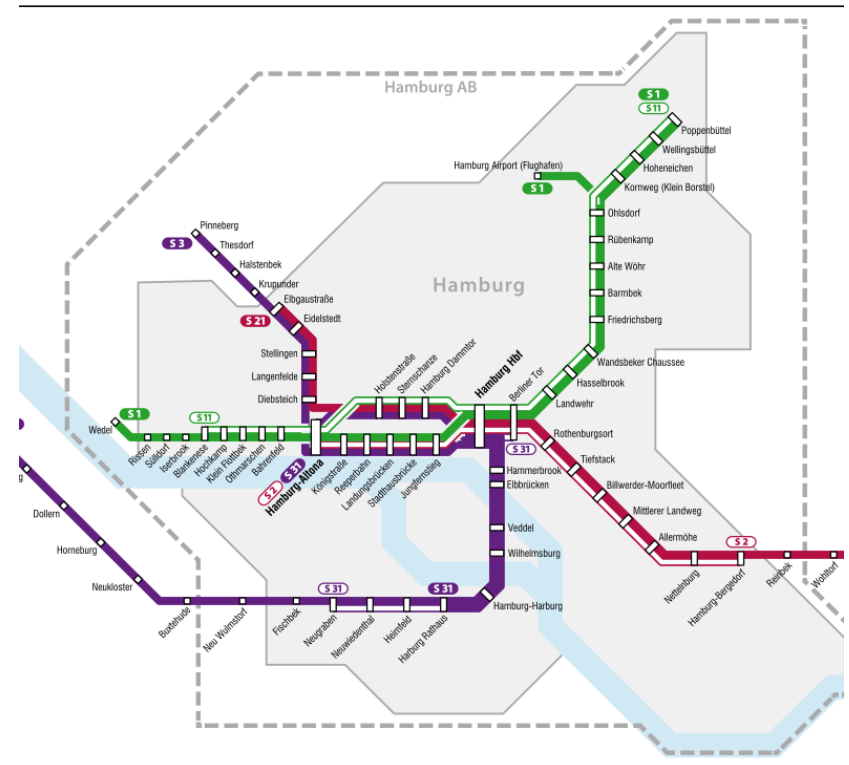 Hamburg AB
S 1
S 11
Poppenbüttel
Wellingsbüttel
Hoheneichen
Kornweg (Klein Borstel)
Hamburg Airport (Flughafen)
S 1
Ohlsdorf
Rübenkamp
Alte Wöhr
Barmbek
Friedrichsberg
Wandsbeker Chaussee
Hasselbrook
Landwehr
Hamburg
Pinneberg
S 3
Thesdorf
Halstenbek
Krupunder
Elbgaustraße
S 21
Eidelstedt
Stellingen
Langenfelde
Diebsteich
Holstenstraße
Sternschanze
Hamburg Dammtor
Hamburg Hbf
Berliner Tor
S 1
Wedel
Rissen
Sülldorf
Iserbrook
S 11
Blankenese
Hochkamp
Klein Flottbek
Othmarschen
Bahrenfeld
S 2
S 31
Hamburg-Altona
Königstraße
Reeperbahn
Landungsbrücken
Stadthausbrücke
Jungfernstieg
S 31
Rothenburgsort
Tiefstack
Billwerder-Moorfleet
Mittlerer Landweg
Allermöhe
Nettelnburg
S 2
Hamburg-Bergedorf
Reinbek
Wohltorf
Hammerbrook
Elbbrücken
Veddel
Wilhelmsburg
Hamburg-Harburg
S 31
Harburg Rathaus
Heimfeld
Neuwiedenthal
S 31
Neugraben
Fischbek
Neu Wulmstorf
Buxtehude
Neukloster
Horneburg
Dollern